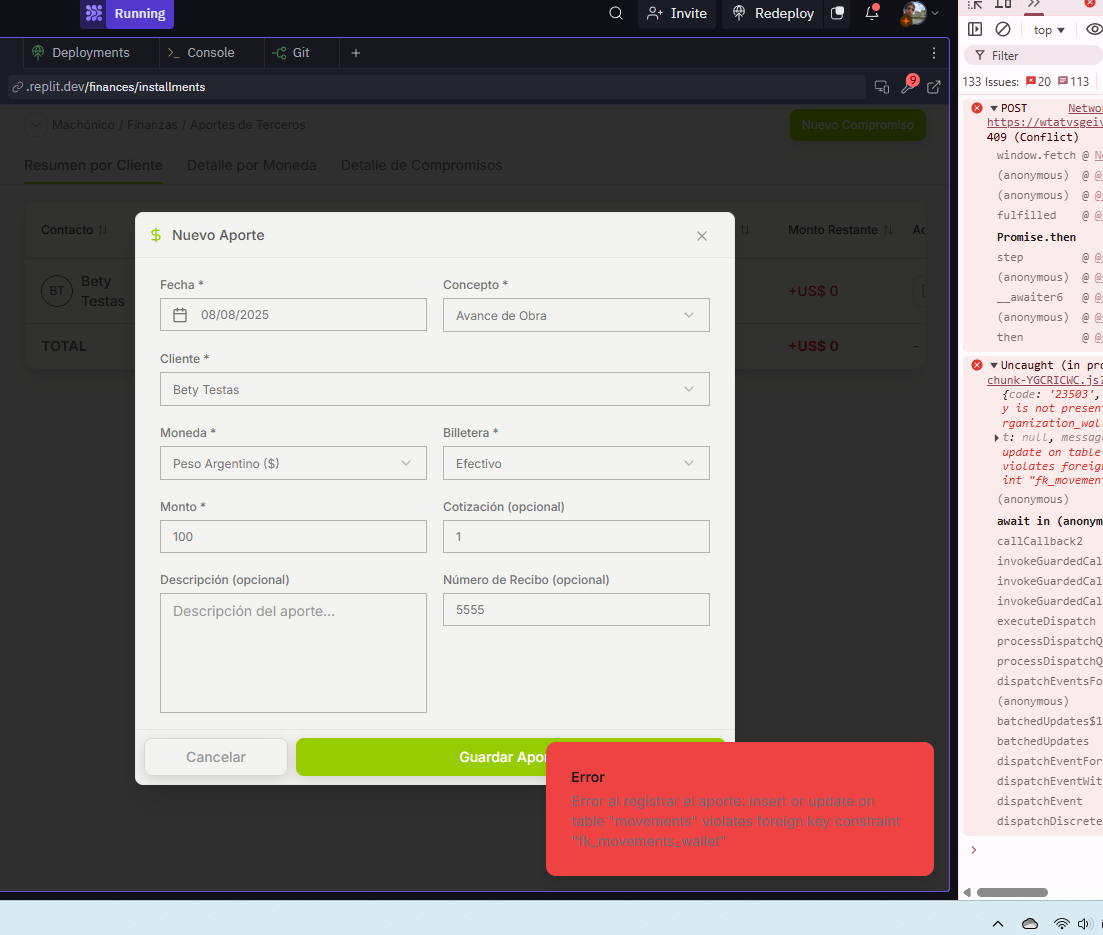 Running
Invite
Redeploy
Deployments
Console
Git
.replit.dev/finances/installments
9
Machónico / Finanzas / Aportes de Terceros
Nuevo Compromiso
Resumen por Cliente
Detalle por Moneda
Detalle de Compromisos
Contacto
Monto Restante
BT
Bety
Testas
+US$ 0
TOTAL
+US$ 0
-
Nuevo Aporte
Fecha *
Concepto *
08/08/2025
Avance de Obra
Cliente *
Bety Testas
Moneda *
Billetera *
Peso Argentino ($)
Efectivo
Monto *
Cotización (opcional)
100
1
Descripción (opcional)
Número de Recibo (opcional)
Descripción del aporte...
5555
Cancelar
Guardar Apor
Error
Error al registrar el aporte: insert or update on
table "movements" violates foreign key constraint
"fk_movements_wallet"
top
Filter
133 Issues: 20 113
POST Netwo
https://wtatvsgeiv
409 (Conflict)
window.fetch @
(anonymous) @
(anonymous) @
fulfilled @
Promise.then
step @
(anonymous) @
__awaiter6 @
(anonymous) @
then @
Uncaught (in pro
chunk-YGCRICWC.js?
{code: '23503',
y is not present
rganization_wal
t: null, message
update on table
violates foreign
int "fk_movemen
(anonymous)
await in (anonym
callCallback2
invokeGuardedCal
invokeGuardedCal
invokeGuardedCal
executeDispatch
processDispatchQ
processDispatchQ
dispatchEventsFo
(anonymous)
batchedUpdates$1
batchedUpdates
dispatchEventFor
dispatchEventWit
dispatchEvent
dispatchDiscrete